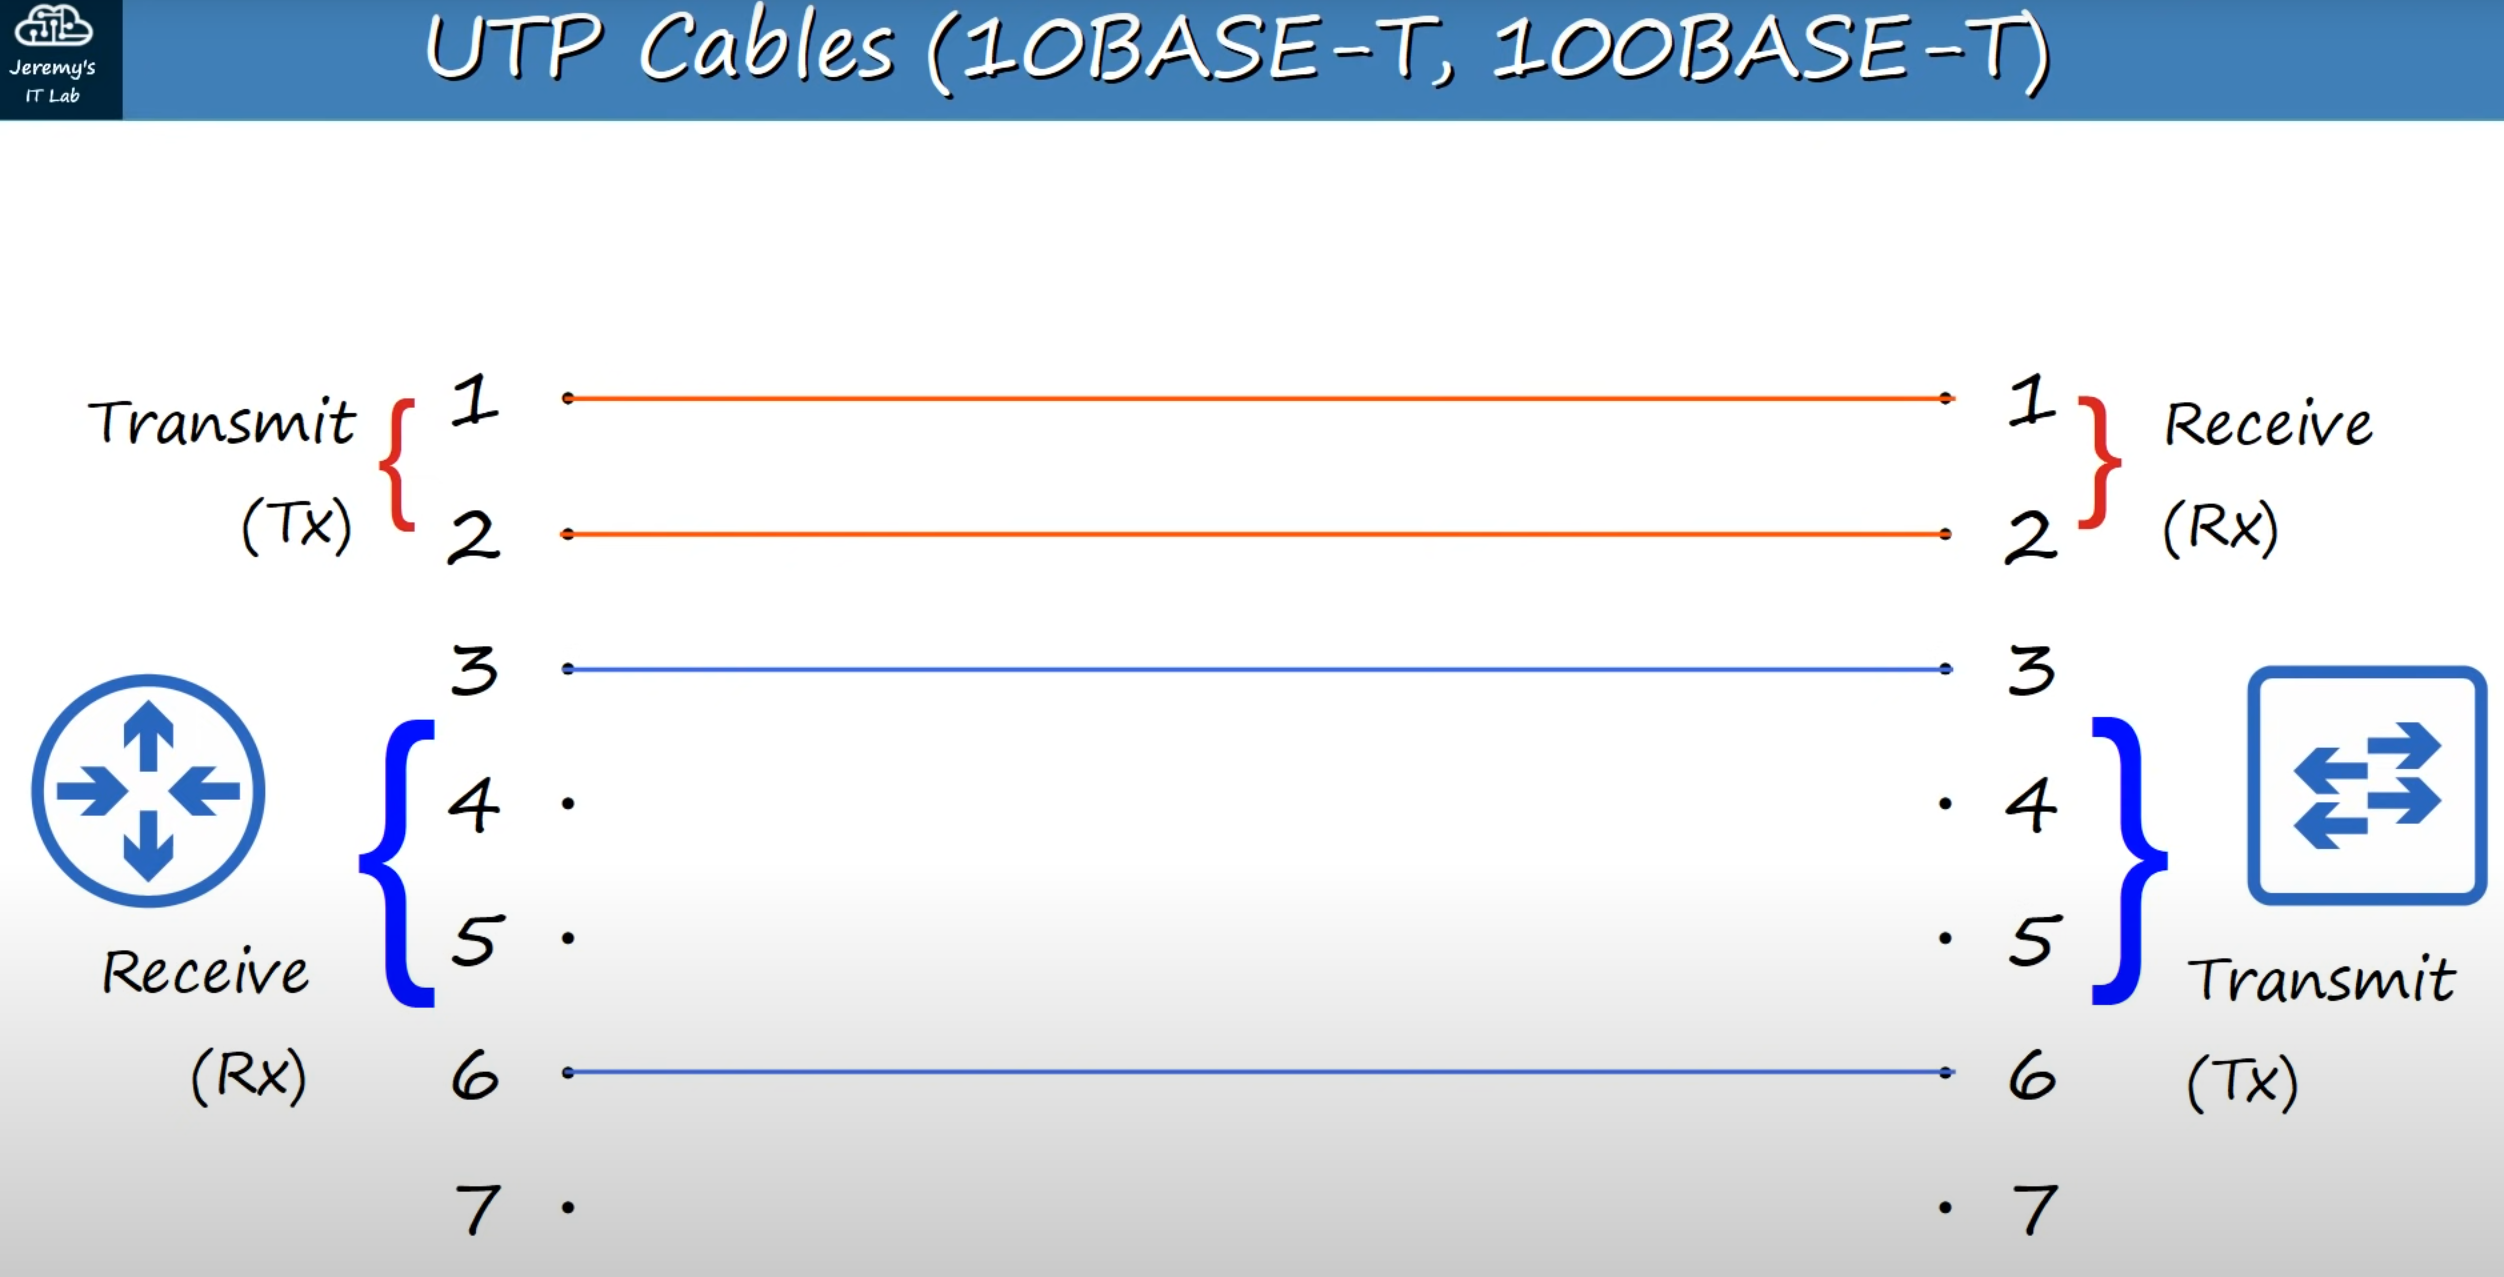 Jeremy's
IT Lab
UTP Cables (10BASE-T, 100BASE-T)
Transmit
(Tx)
1
1
Receive
(Rx)
2
2
3
3
4
4
5
5
Receive
(Rx)
Transmit
(Tx)
6
6
7
7